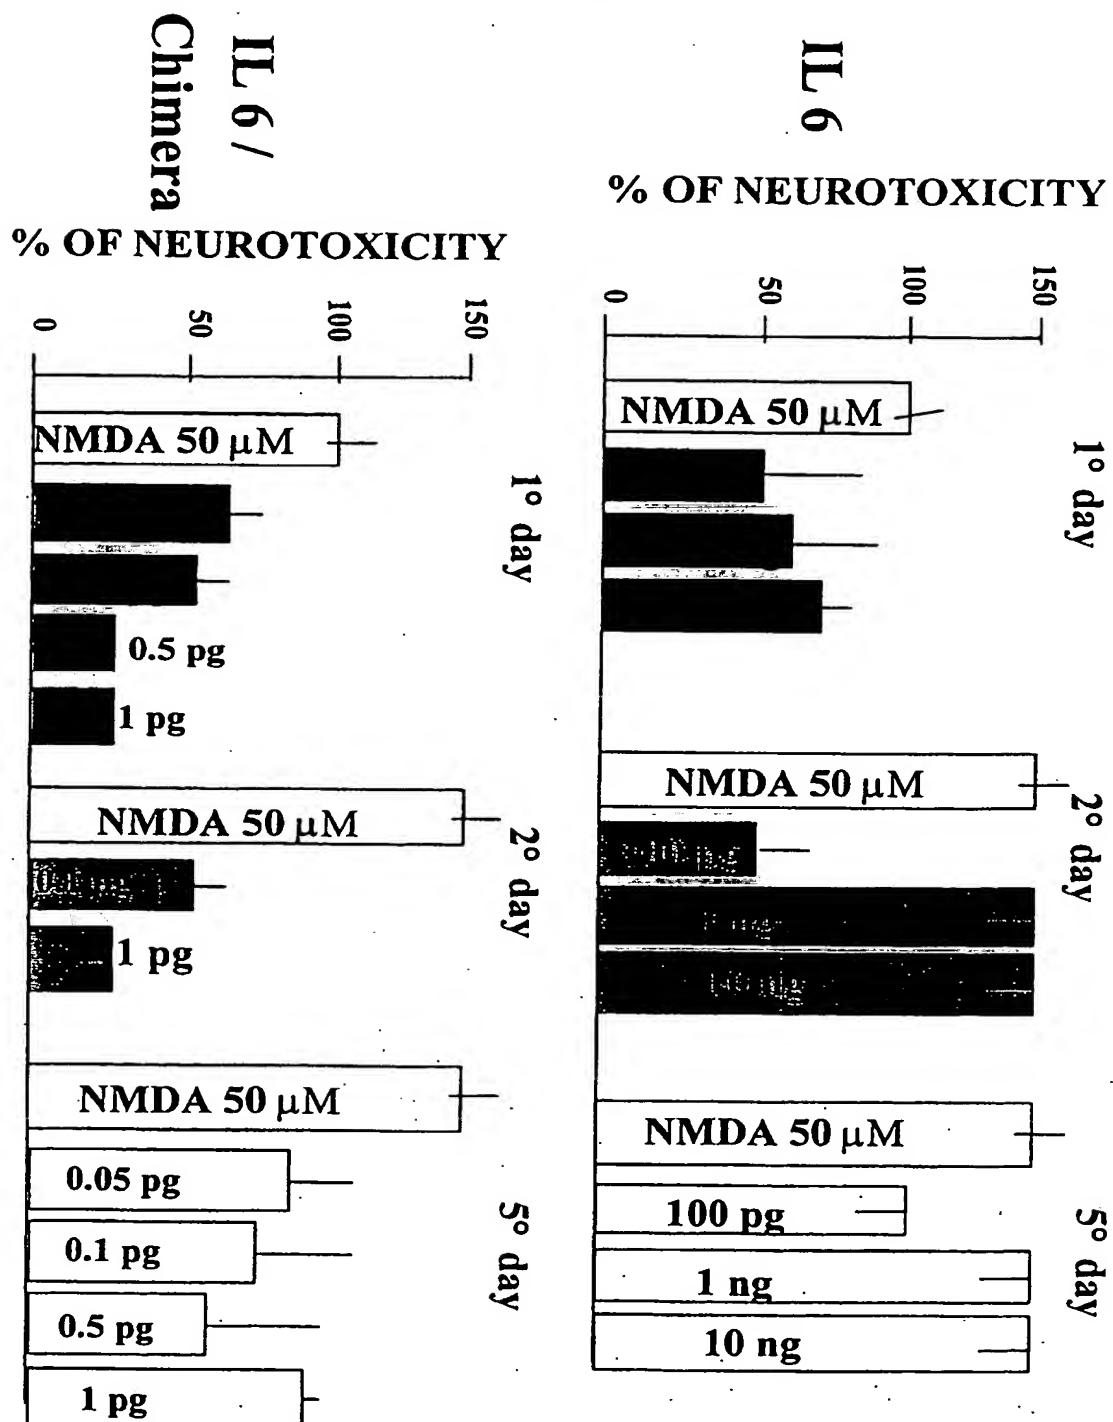 IL 6
% OF NEUROTOXICITY
0
50
100
150
1° day
NMDA 50 μM
2° day
NMDA 50 μM
5° day
NMDA 50 μM
100 pg
1 ng
10 ng
IL 6 /
Chimera
% OF NEUROTOXICITY
0
50
100
150
1° day
NMDA 50 μM
0.5 pg
1 pg
2° day
NMDA 50 μM
1 pg
5° day
NMDA 50 μM
0.05 pg
0.1 pg
0.5 pg
1 pg